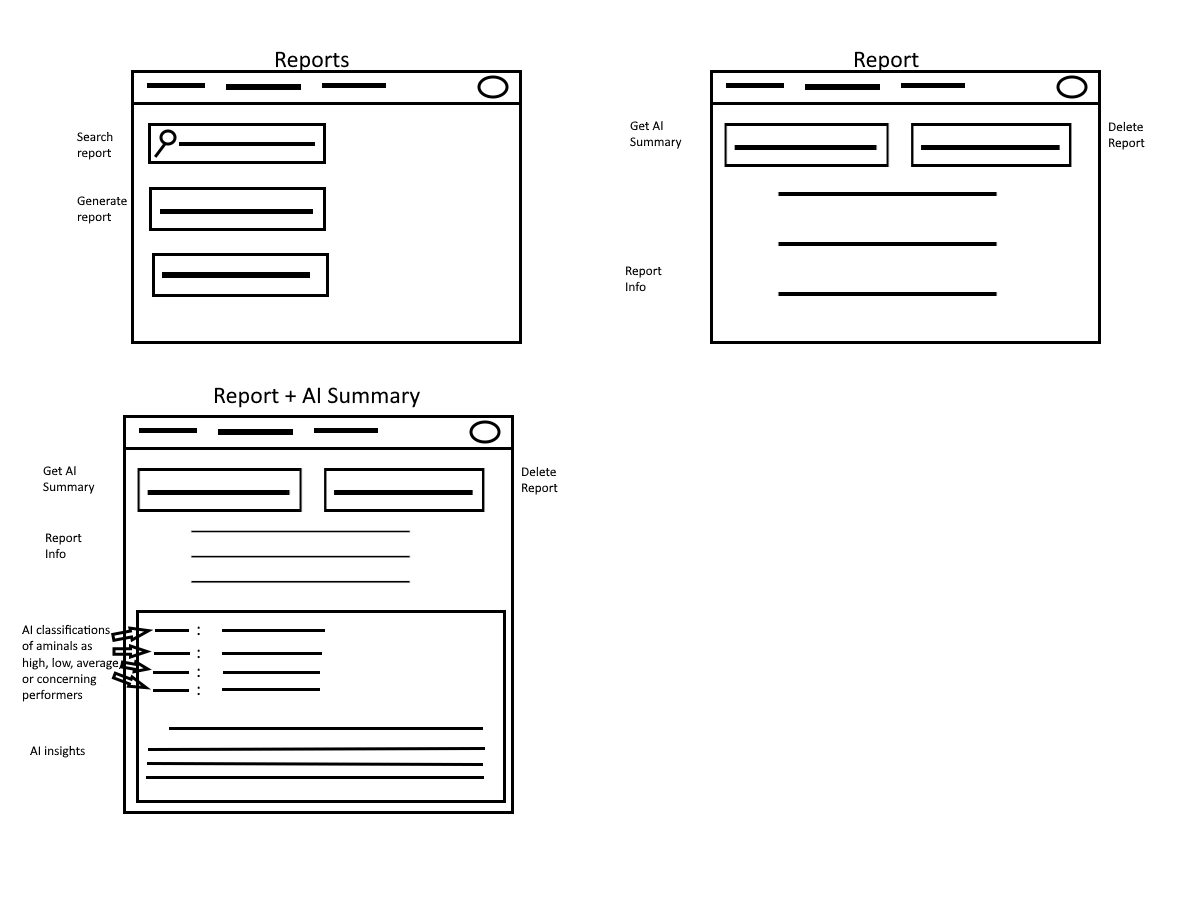 Reports
Search
report
Generate
report
Report
Get AI
Summary
Delete
Report
Report
Info
Report + AI Summary
Get AI
Summary
Delete
Report
Report
Info
AI classifications
of aminals as
high, low, average,
or concerning
performers
:
:
:
:
AI insights